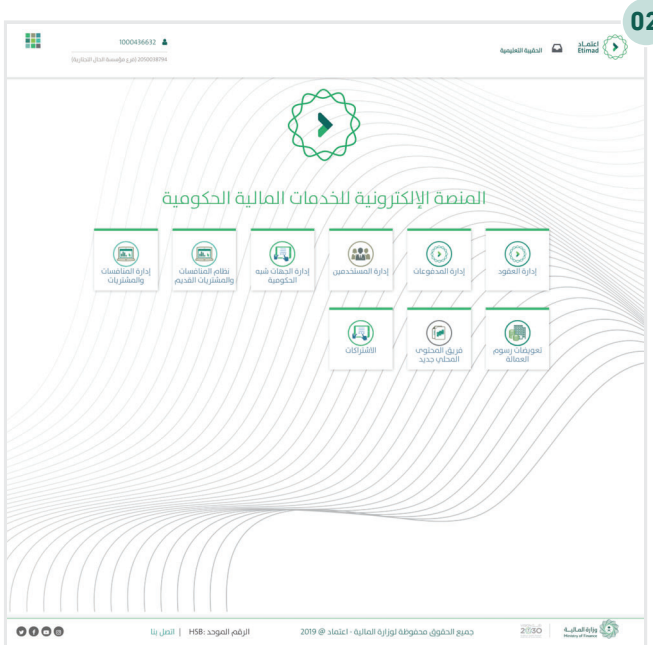 02
اعتماد
Etimad
الحقيبة التعليمية
1000436632
2050038794 (فرع مؤسسة الجال التجارية)
المنصة الإلكترونية للخدمات المالية الحكومية
إدارة العقود
إدارة المدفوعات
إدارة المستخدمين
إدارة الجهات شبه
الحكومية
نظام المنافسات
والمشتريات القديم
إدارة المنافسات
والمشتريات
تعويضات رسوم
العمالة
فريق المحتوى
المحلي جديد
الاشتراكات
وزارة المالية
Ministry of Finance
2030
جميع الحقوق محفوظة لوزارة المالية - اعتماد @ 2019
الرقم الموحد :HSB | اتصل بنا